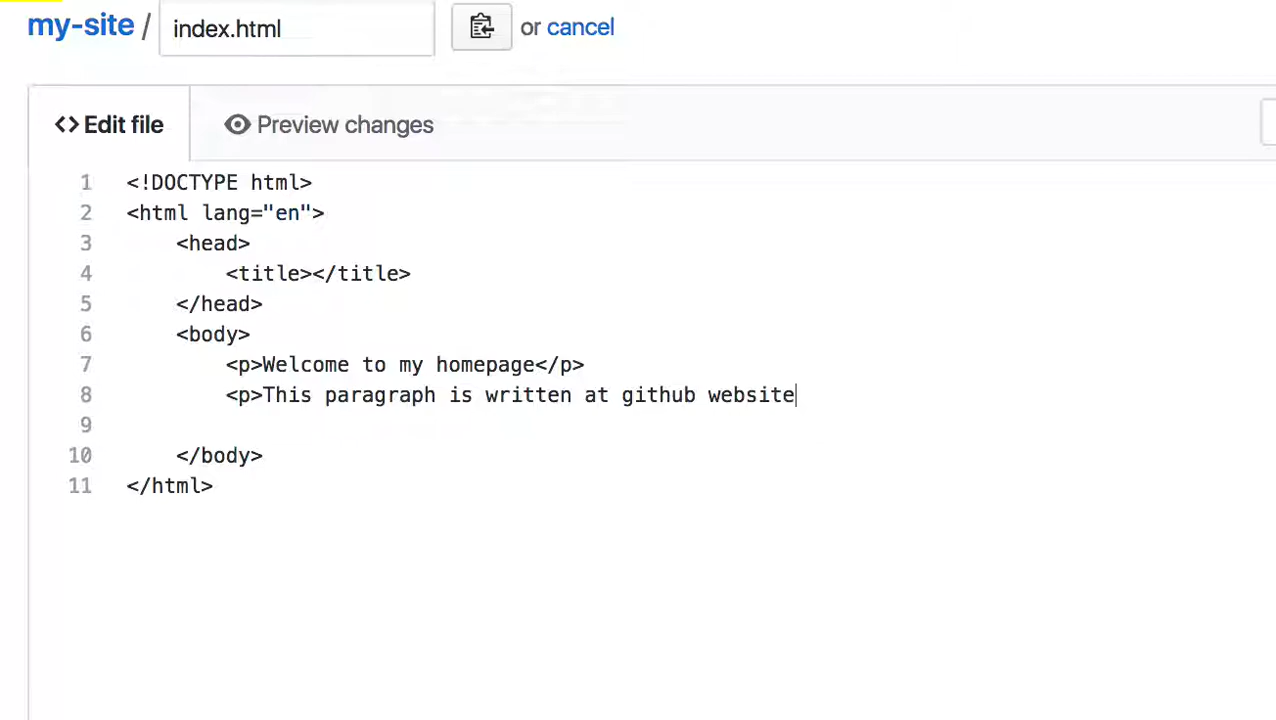 my-site / index.html or cancel
<> Edit file Preview changes
1 <!DOCTYPE html>
2 <html lang="en">
3     <head>
4         <title></title>
5     </head>
6     <body>
7         <p>Welcome to my homepage</p>
8         <p>This paragraph is written at github website
9
10     </body>
11 </html>